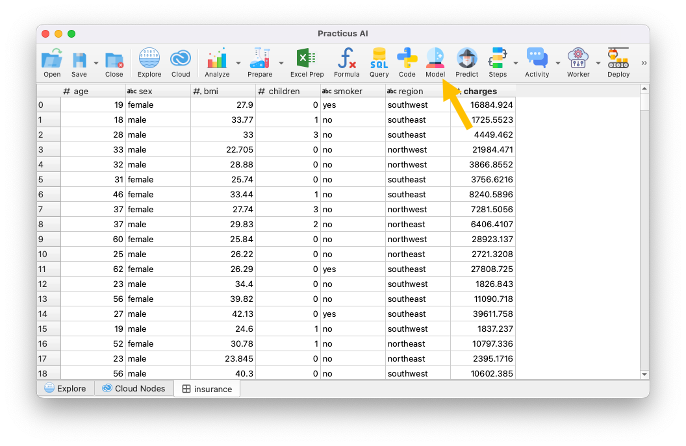 Practicus AI
Open Save Close Explore Cloud Analyze Prepare Excel Prep Formula Query Code Model Predict Steps Activity Worker Deploy
# age abc sex #. bmi # children abc smoker abc region charges
0 19 female 27.9 0 yes southwest 16884.924
1 18 male 33.77 1 no southeast 1725.5523
2 28 male 33 3 no southeast 4449.462
3 33 male 22.705 0 no northwest 21984.471
4 32 male 28.88 0 no northwest 3866.8552
5 31 female 25.74 0 no southeast 3756.6216
6 46 female 33.44 1 no southeast 8240.5896
7 37 female 27.74 3 no northwest 7281.5056
8 37 male 29.83 2 no northeast 6406.4107
9 60 female 25.84 0 no northwest 28923.137
10 25 male 26.22 0 no northeast 2721.3208
11 62 female 26.29 0 yes southeast 27808.725
12 23 male 34.4 0 no southwest 1826.843
13 56 female 39.82 0 no southeast 11090.718
14 27 male 42.13 0 yes southeast 39611.758
15 19 male 24.6 1 no southwest 1837.237
16 52 female 30.78 1 no northeast 10797.336
17 23 male 23.845 0 no northeast 2395.1716
18 56 male 40.3 0 no southwest 10602.385
Explore Cloud Nodes insurance